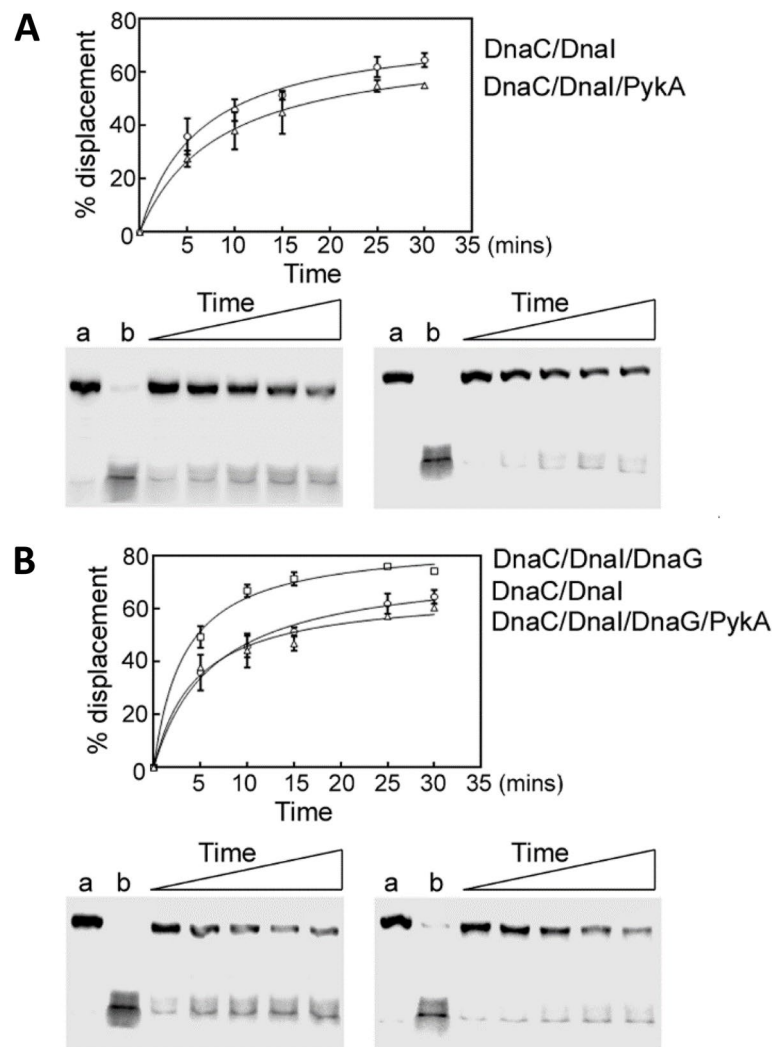 A
80
60
40
20
0
% displacement
5 10 15 20 25 30 35 (mins)
Time
DnaC/DnaI
DnaC/DnaI/PykA
Time
a b
Time
a b
B
80
60
40
20
0
% displacement
5 10 15 20 25 30 35 (mins)
Time
DnaC/DnaI/DnaG
DnaC/DnaI
DnaC/DnaI/DnaG/PykA
Time
a b
Time
a b